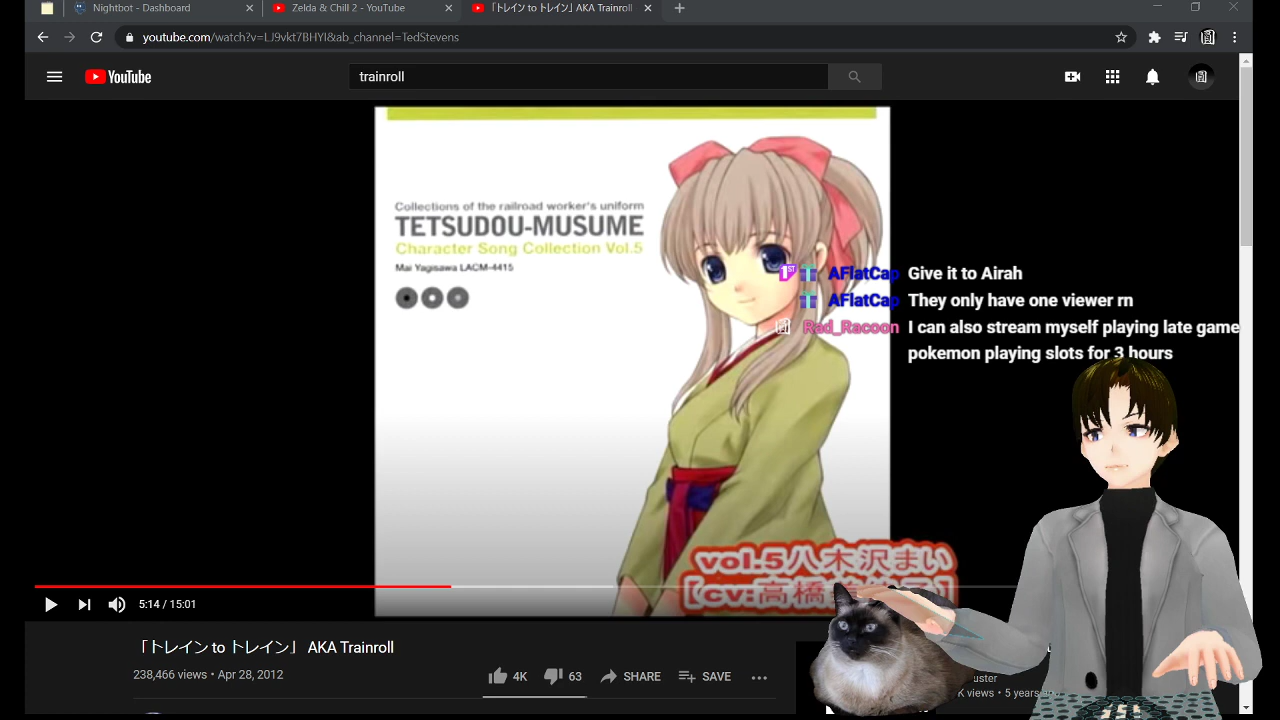 Nightbot - Dashboard
Zelda & Chill 2 - YouTube
「トレイン to トレイン」 AKA Trainroll
youtube.com/watch?v=LJ9vkt7BHYI&ab_channel=TedStevens
YouTube
trainroll
Collections of the railroad worker's uniform
TETSUDOU-MUSUME
Character Song Collection Vol.5
Mai Yagisawa LACM-4415
1ST AFlatCap Give it to Airah
AFlatCap They only have one viewer rn
Rad_Racoon I can also stream myself playing late game
pokemon playing slots for 3 hours
vol.5八木沢まい
【cv:高橋
5:14 / 15:01
「トレイン to トレイン」 AKA Trainroll
238,466 views • Apr 28, 2012
4K
63
SHARE
SAVE
views • 5 years